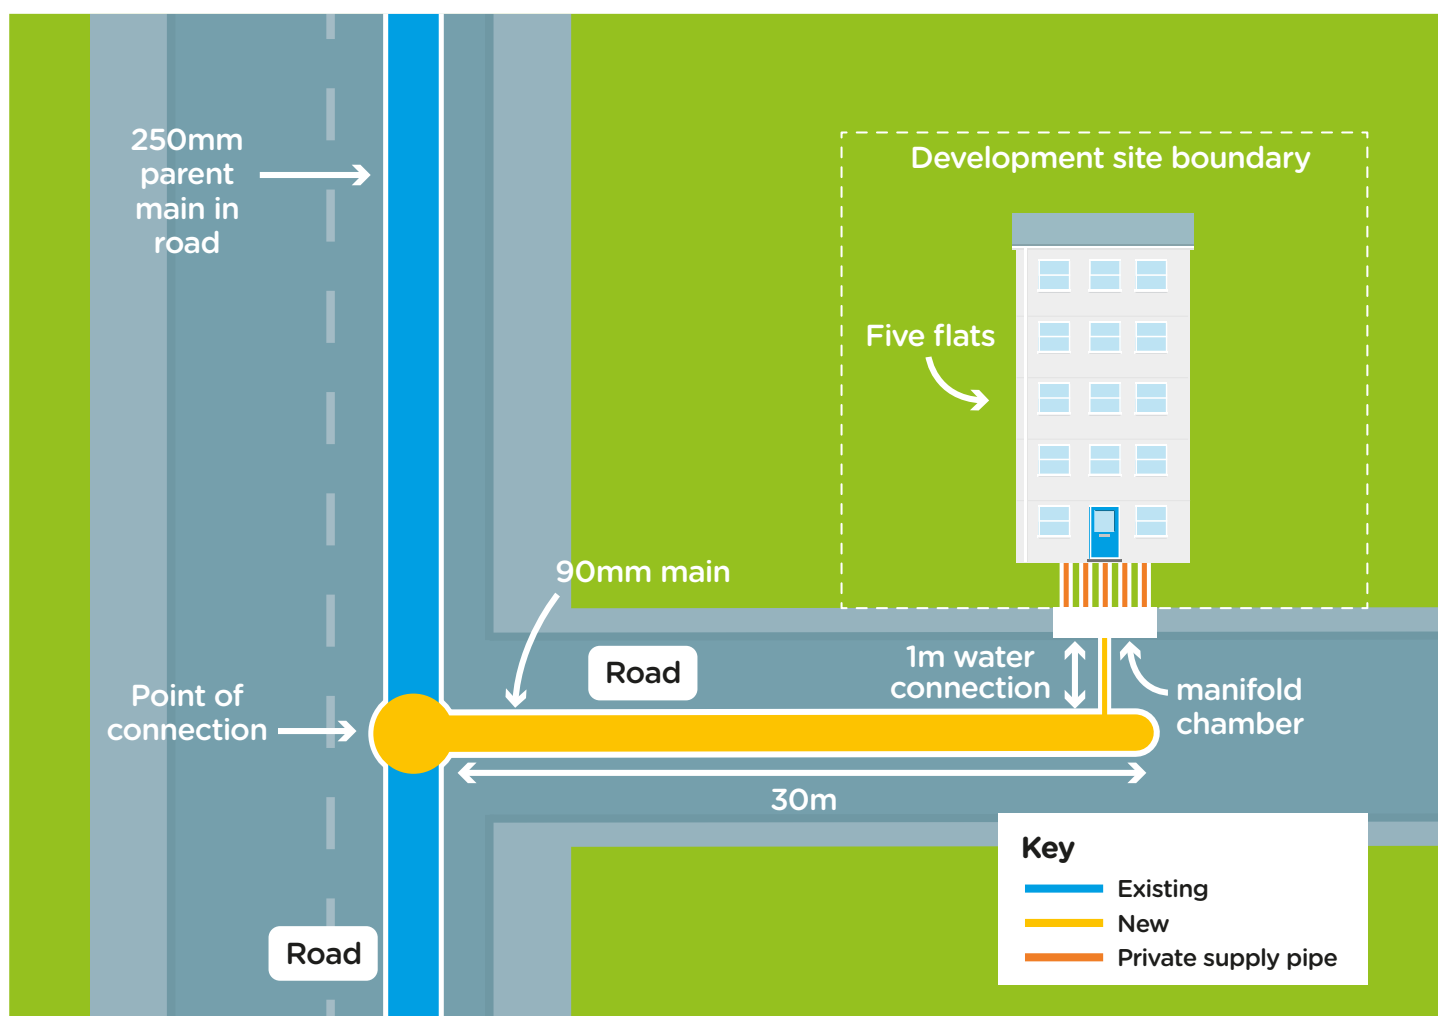 250mm
parent
main in
road
Development site boundary
Five flats
90mm main
Road
1m water
connection
manifold
chamber
Point of
connection
30m
Road
Key
Existing
New
Private supply pipe